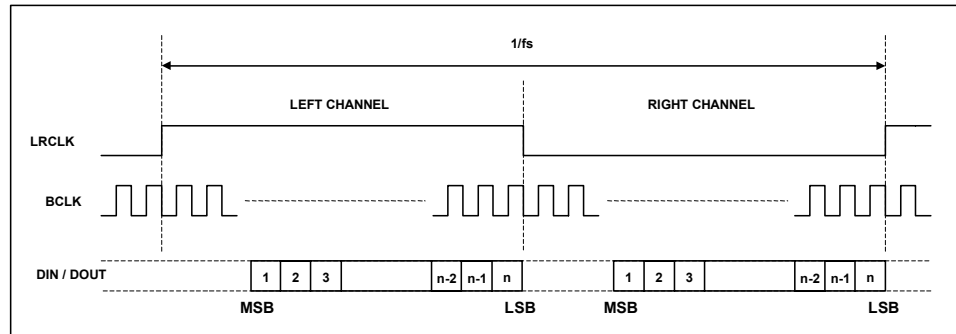 1/fs
LEFT CHANNEL RIGHT CHANNEL
LRCLK
BCLK
DIN / DOUT 1 2 3 n-2 n-1 n 1 2 3 n-2 n-1 n
MSB LSB MSB LSB